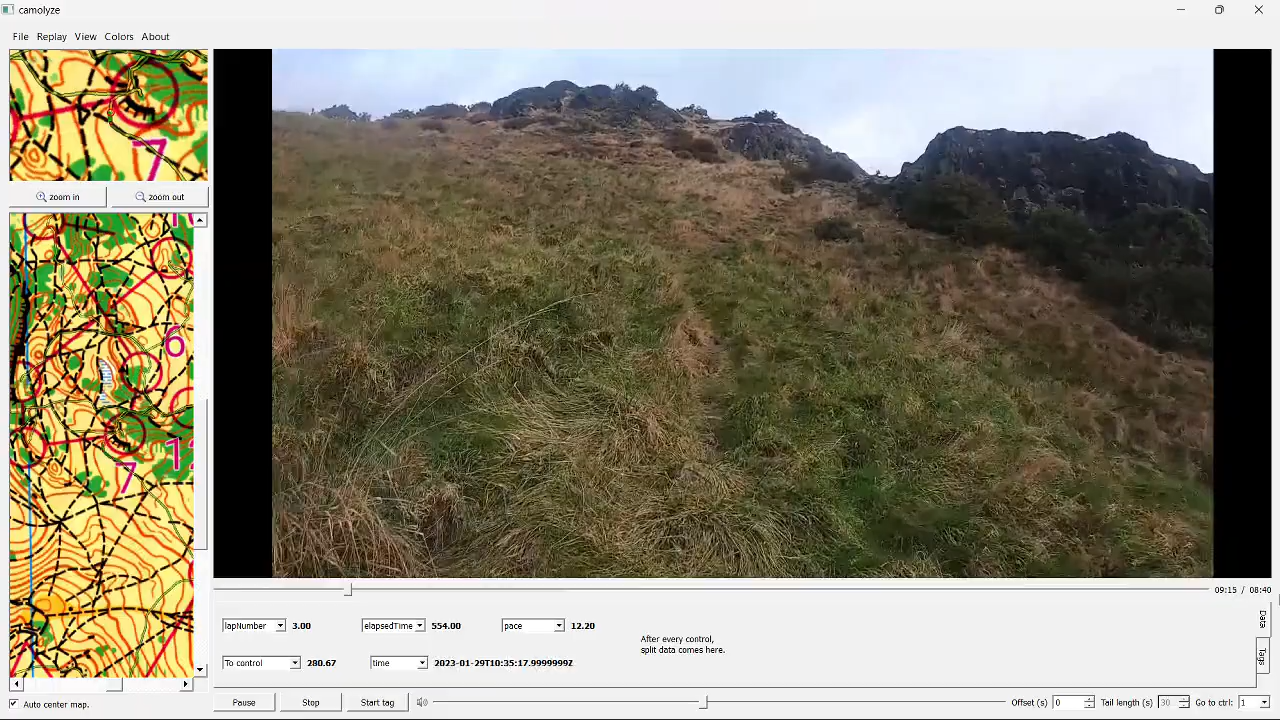 camolyze
File Replay View Colors About
7
zoom in zoom out
6
7
09:15 / 08:40
lapNumber 3.00 elapsedTime 554.00 pace 12.20
After every control,
split data comes here.
To control 280.67 time 2023-01-29T10:35:17.9999999Z
Data
Tags
Auto center map.
Pause Stop Start tag Offset (s) 0 Tail length (s) 30 Go to ctrl: 1